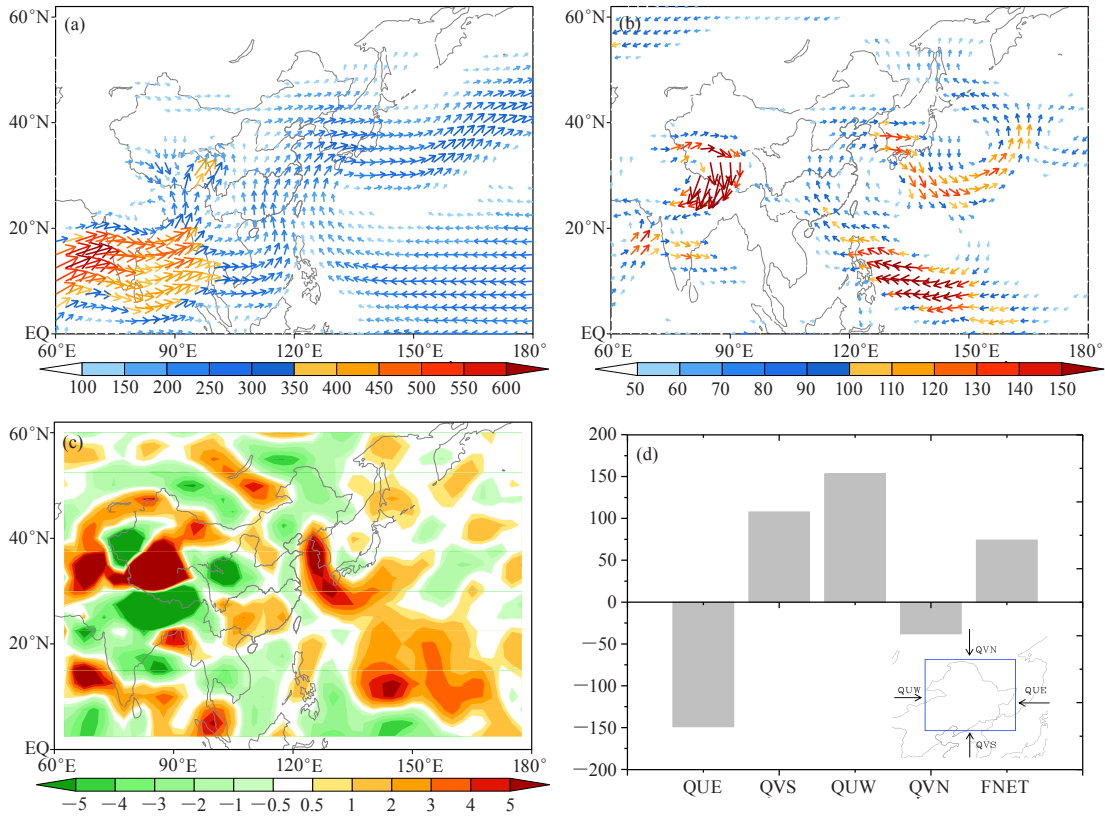 (a)
60°N
40°N
20°N
EQ
60°E 90°E 120°E 150°E 180°
100 150 200 250 300 350 400 450 500 550 600
(b)
60°N
40°N
20°N
EQ
60°E 90°E 120°E 150°E 180°
50 60 70 80 90 100 110 120 130 140 150
(c)
60°N
40°N
20°N
EQ
60°E 90°E 120°E 150°E 180°
−5 −4 −3 −2 −1 −0.5 0.5 1 2 3 4 5
(d)
200
150
100
50
0
−50
−100
−150
−200
QVN
QUW
QUE
QVS
QUE QVS QUW QVN FNET